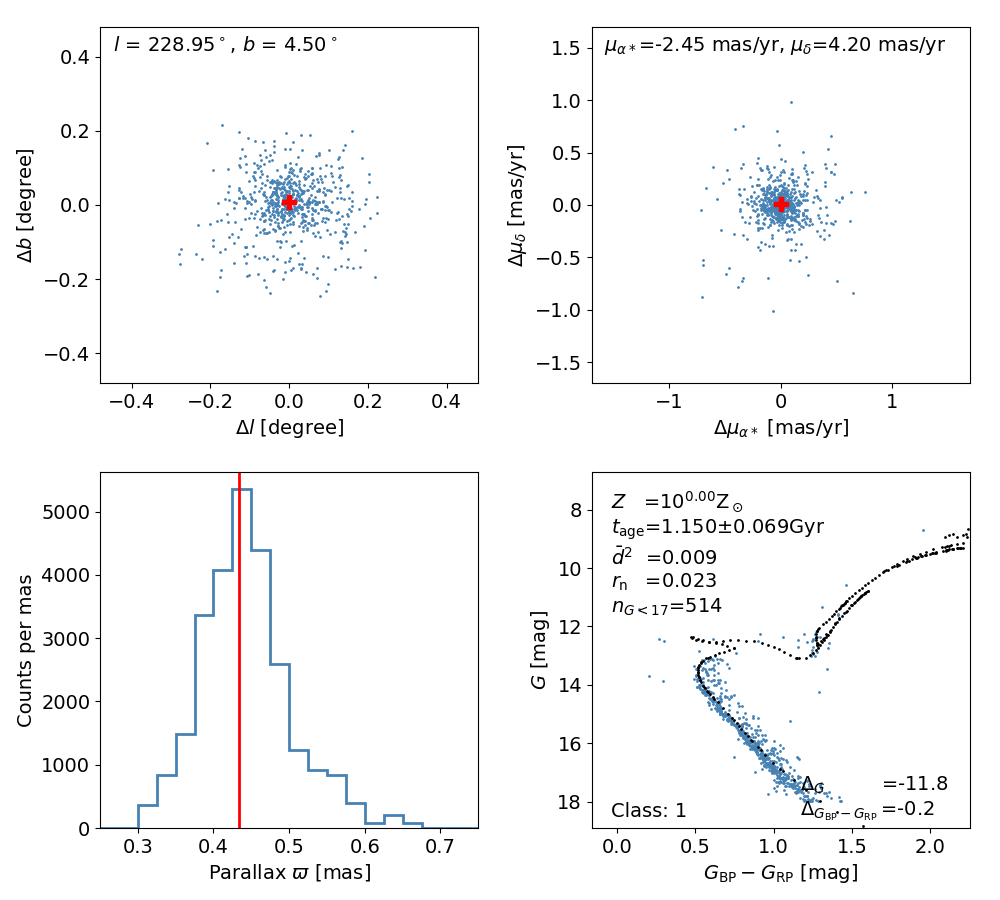 l = 228.95°, b = 4.50°
0.4
0.2
0.0
−0.2
−0.4
Δb [degree]
−0.4 −0.2 0.0 0.2 0.4
Δl [degree]
μα∗=-2.45 mas/yr, μδ=4.20 mas/yr
1.5
1.0
0.5
0.0
−0.5
−1.0
−1.5
Δμδ [mas/yr]
−1 0 1
Δμα∗ [mas/yr]
5000
4000
3000
2000
1000
0
Counts per mas
0.3 0.4 0.5 0.6 0.7
Parallax ϖ [mas]
Z =10^0.00 Z⊙
t_age=1.150±0.069Gyr
d̄² =0.009
r_n =0.023
n_G<17=514
8
10
12
14
16
18
G [mag]
Δ_G =-11.8
Class: 1 Δ_G_BP−G_RP =-0.2
0.0 0.5 1.0 1.5 2.0
G_BP − G_RP [mag]